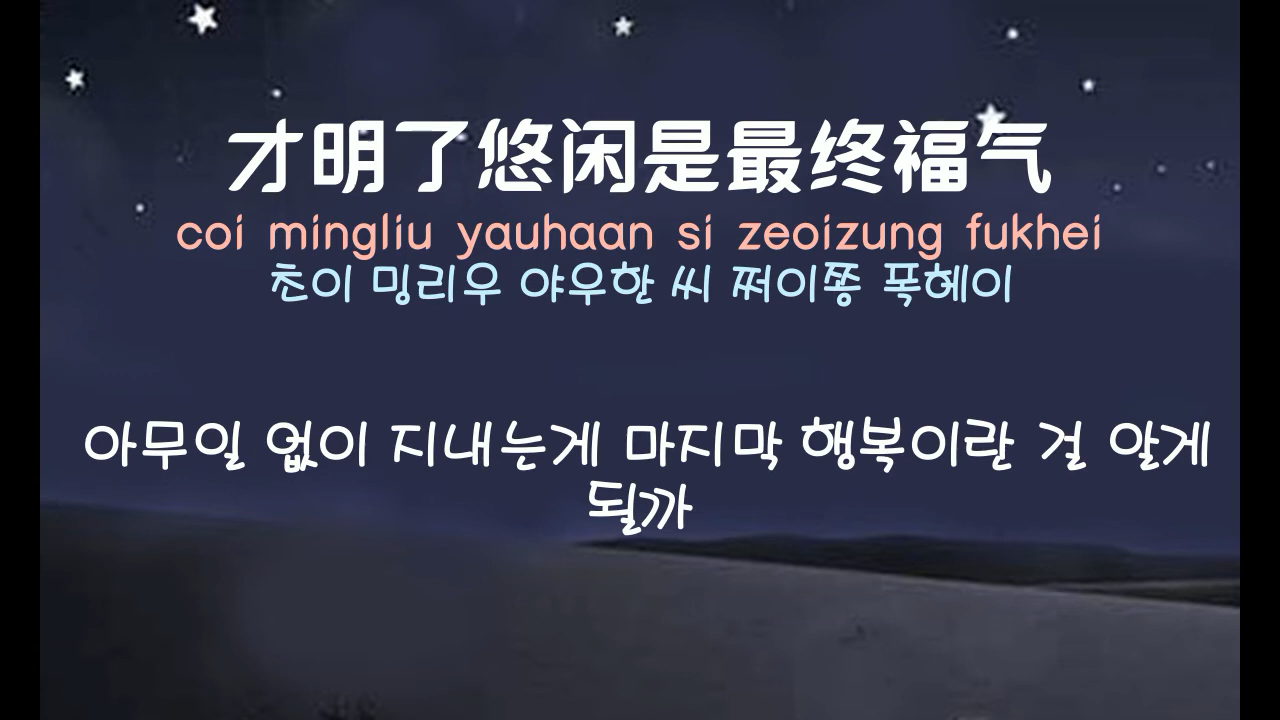 才明了悠闲是最终福气
coi mingliu yauhaan si zeoizung fukhei
초이 밍리우 야우한 씨 쩌이쫑 폭헤이
아무일 없이 지내는게 마지막 행복이란 걸 알게
될까